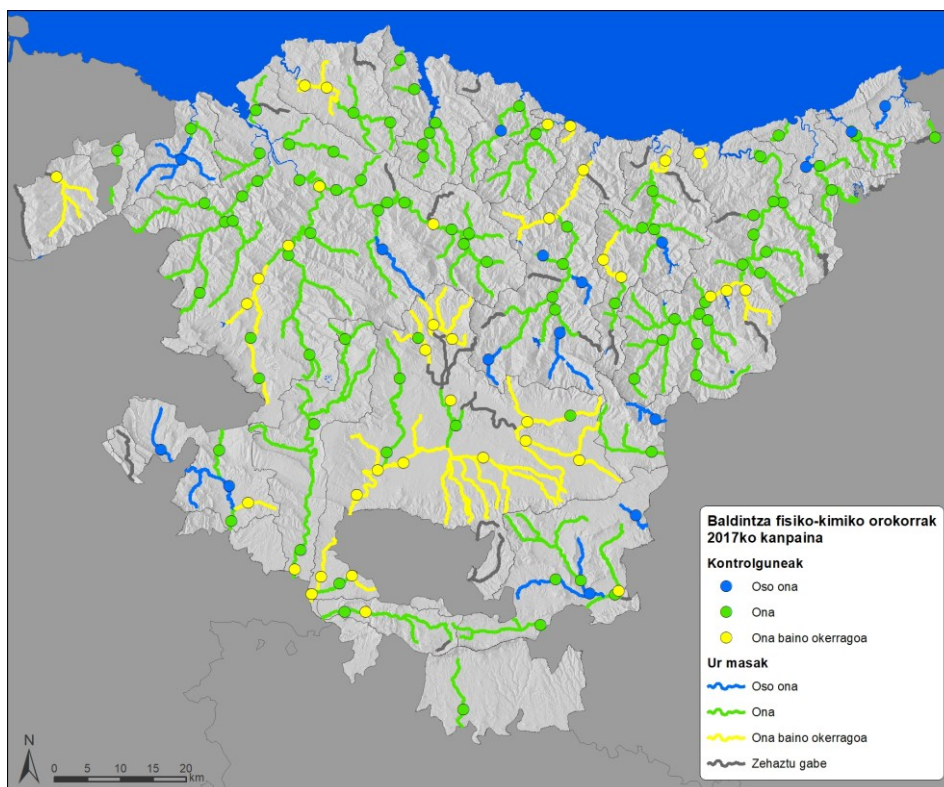 Baldintza fisiko-kimiko orokorrak
2017ko kanpaina
Kontrolguneak
Oso ona
Ona
Ona baino okerragoa
Ur masak
Oso ona
Ona
Ona baino okerragoa
Zehaztu gabe
N
0 5 10 15 20
km